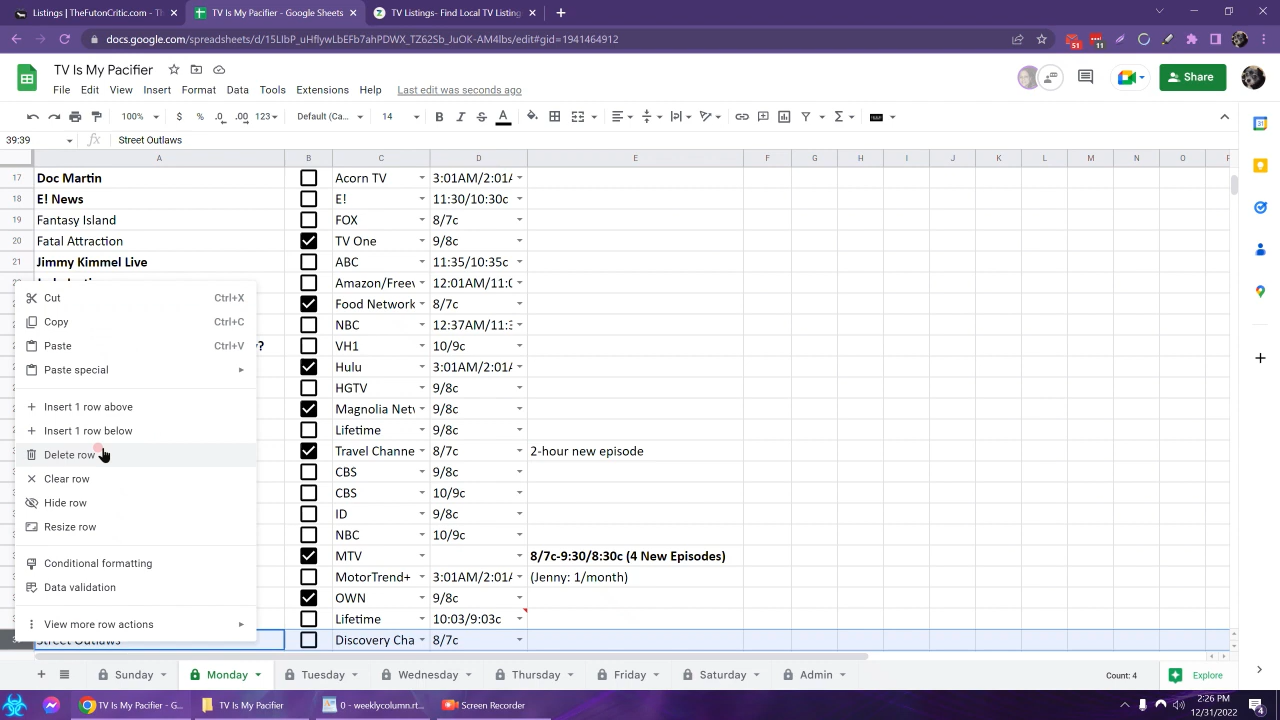 Listings | TheFutonCritic.com - Th
TV Is My Pacifier - Google Sheets
TV Listings- Find Local TV Listing
docs.google.com/spreadsheets/d/15LIbP_uHflywLbEFb7ahPDWX_TZ62Sb_JuOK-AM4lbs/edit#gid=1941464912
51
11
TV Is My Pacifier
File Edit View Insert Format Data Tools Extensions Help Last edit was seconds ago
Share
100% $ % .0 .00 123 Default (Ca... 14 B I S A
39:39 fx Street Outlaws
A B C D E F G H I J K L M N O
17 Doc Martin Acorn TV 3:01AM/2:01A
18 E! News E! 11:30/10:30c
19 Fantasy Island FOX 8/7c
20 Fatal Attraction TV One 9/8c
21 Jimmy Kimmel Live ABC 11:35/10:35c
Amazon/Freev 12:01AM/11:0
Food Network 8/7c
NBC 12:37AM/11:3
y? VH1 10/9c
Hulu 3:01AM/2:01A
HGTV 9/8c
Magnolia Netw 9/8c
Lifetime 9/8c
Travel Channe 8/7c 2-hour new episode
CBS 9/8c
CBS 10/9c
ID 9/8c
NBC 10/9c
MTV 8/7c-9:30/8:30c (4 New Episodes)
MotorTrend+ 3:01AM/2:01A (Jenny: 1/month)
OWN 9/8c
Lifetime 10:03/9:03c
Street Outlaws Discovery Cha 8/7c
Cut Ctrl+X
Copy Ctrl+C
Paste Ctrl+V
Paste special
Insert 1 row above
Insert 1 row below
Delete row
Clear row
Hide row
Resize row
Conditional formatting
Data validation
View more row actions
Sunday Monday Tuesday Wednesday Thursday Friday Saturday Admin Count: 4 Explore
TV Is My Pacifier - G... TV Is My Pacifier 0 - weeklycolumn.rt... Screen Recorder
2:26 PM
12/31/2022
4